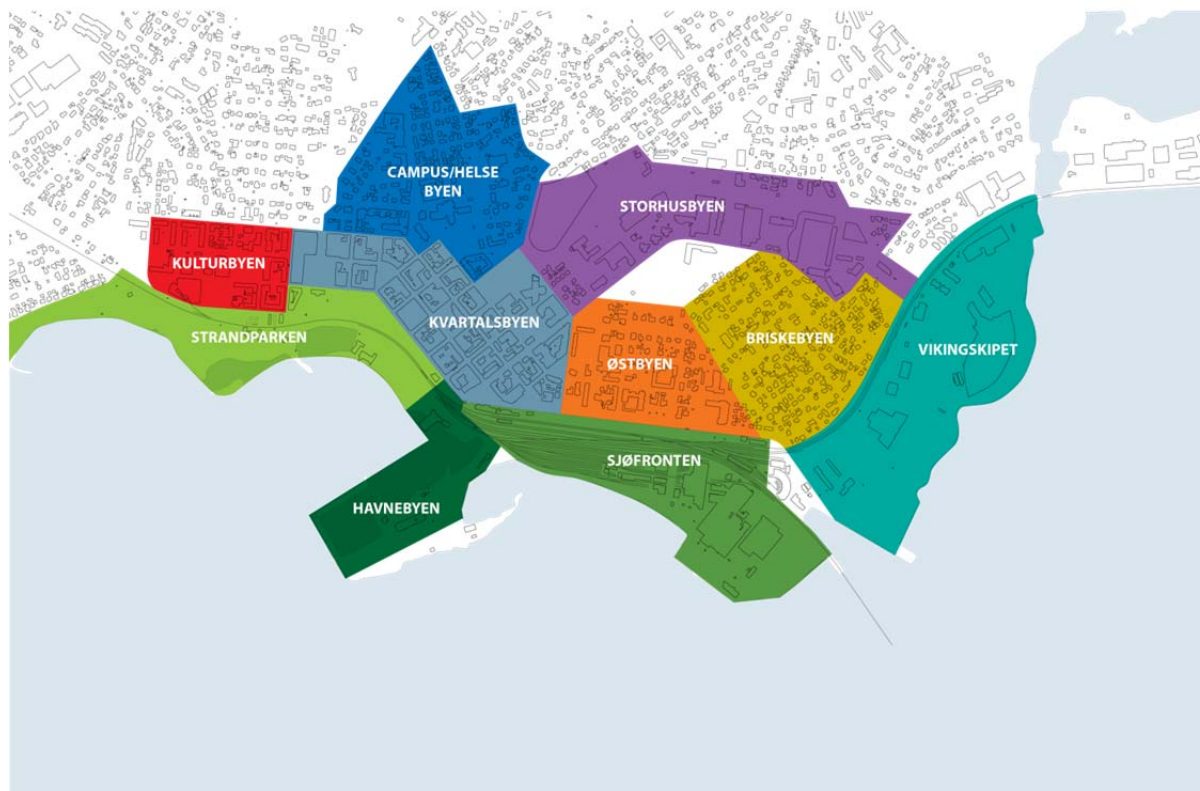 CAMPUS/HELSE
BYEN
STORHUSBYEN
KULTURBYEN
KVARTALSBYEN
STRANDPARKEN
BRISKEBYEN
VIKINGSKIPET
ØSTBYEN
SJØFRONTEN
HAVNEBYEN